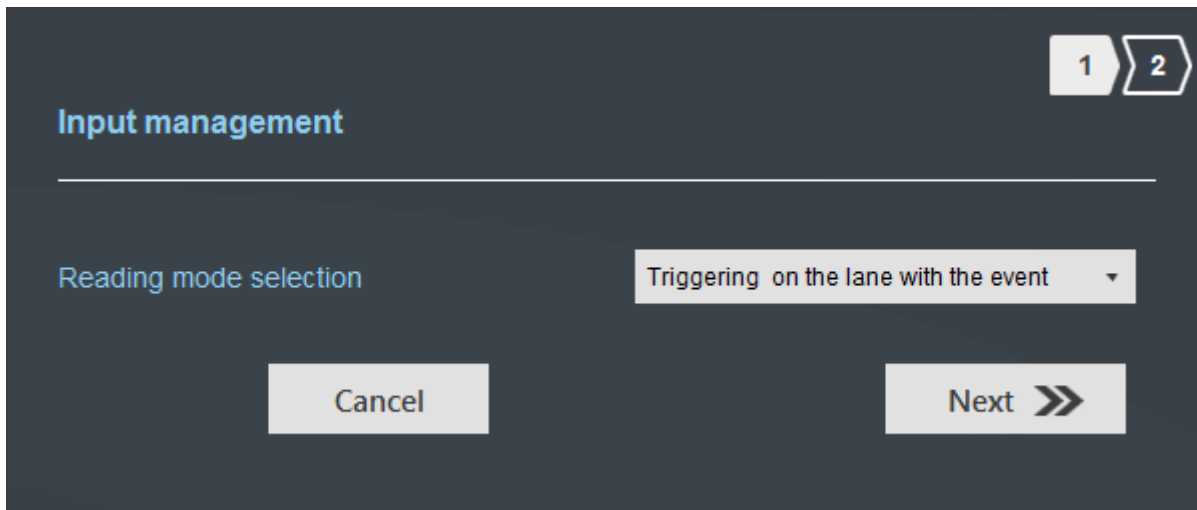 1 2
Input management
Reading mode selection Triggering on the lane with the event
Cancel Next